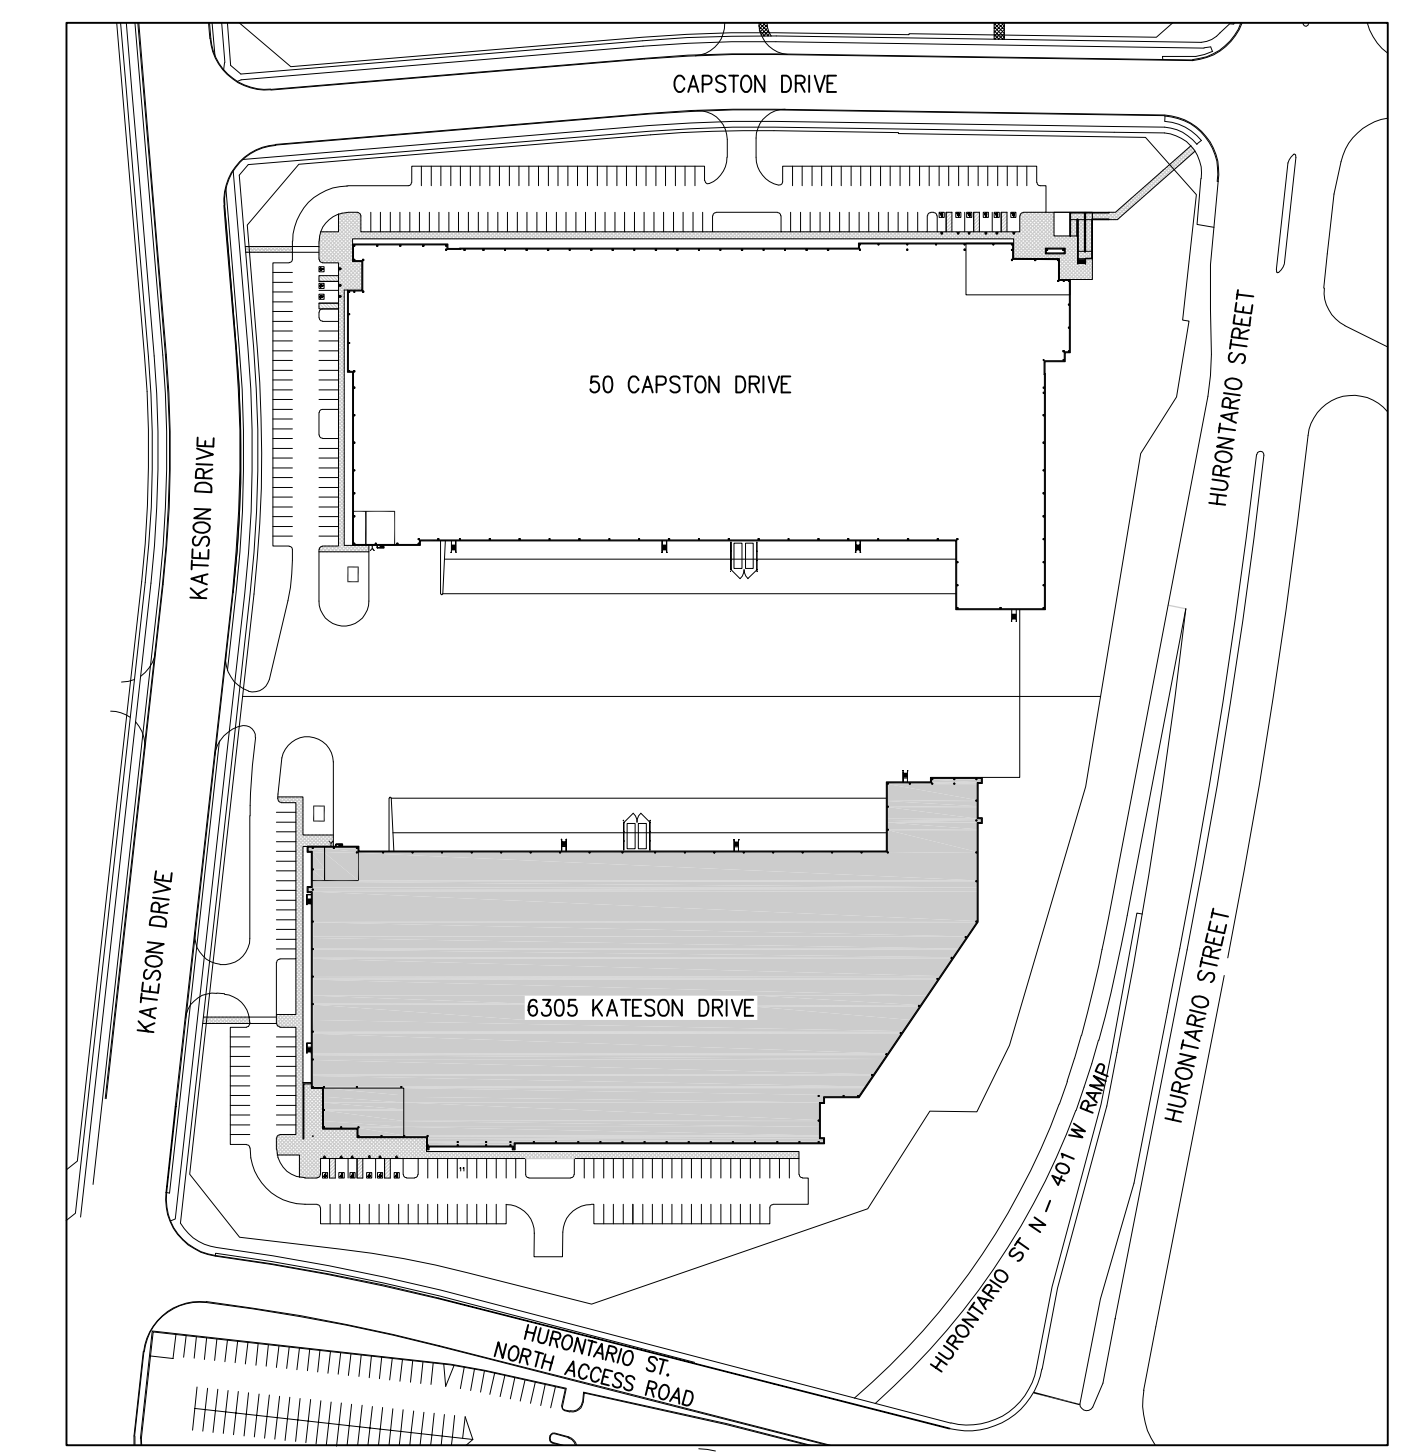 CAPSTON DRIVE
50 CAPSTON DRIVE
HURONTARIO STREET
KATESON DRIVE
KATESON DRIVE
6305 KATESON DRIVE
HURONTARIO STREET
HURONTARIO ST N - 401 W RAMP
11
HURONTARIO ST.
NORTH ACCESS ROAD